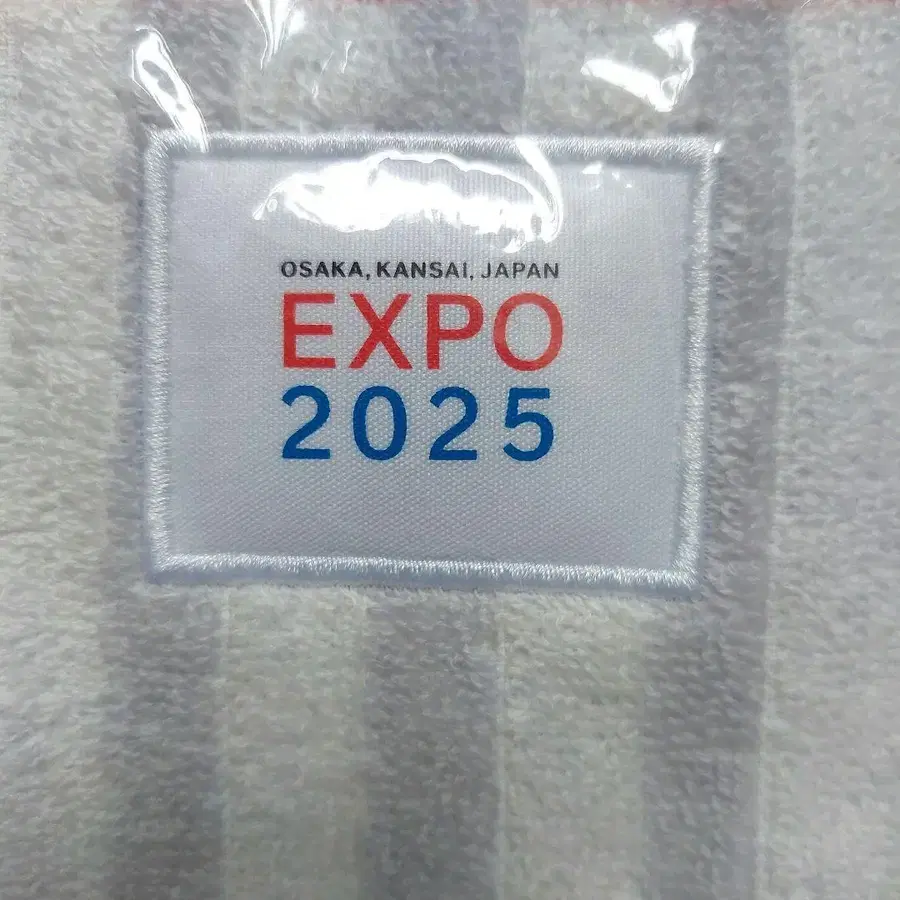 OSAKA, KANSAI, JAPAN
EXPO
2025